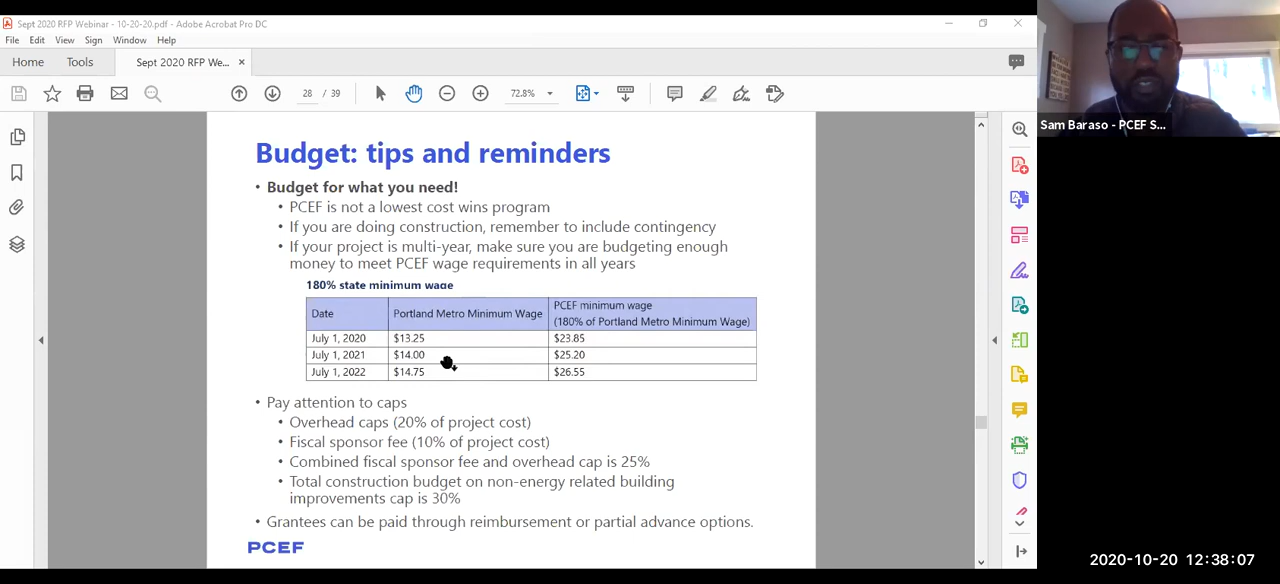 Sept 2020 RFP Webinar - 10-20-20.pdf - Adobe Acrobat Pro DC
File Edit View Sign Window Help
Home Tools Sept 2020 RFP We... ×
28 / 39 72.8%
Budget: tips and reminders
• Budget for what you need!
• PCEF is not a lowest cost wins program
• If you are doing construction, remember to include contingency
• If your project is multi-year, make sure you are budgeting enough
money to meet PCEF wage requirements in all years
180% state minimum wage
Date Portland Metro Minimum Wage PCEF minimum wage
(180% of Portland Metro Minimum Wage)
July 1, 2020 $13.25 $23.85
July 1, 2021 $14.00 $25.20
July 1, 2022 $14.75 $26.55
• Pay attention to caps
• Overhead caps (20% of project cost)
• Fiscal sponsor fee (10% of project cost)
• Combined fiscal sponsor fee and overhead cap is 25%
• Total construction budget on non-energy related building
improvements cap is 30%
• Grantees can be paid through reimbursement or partial advance options.
PCEF
Sam Baraso - PCEF S...
2020-10-20 12:38:07